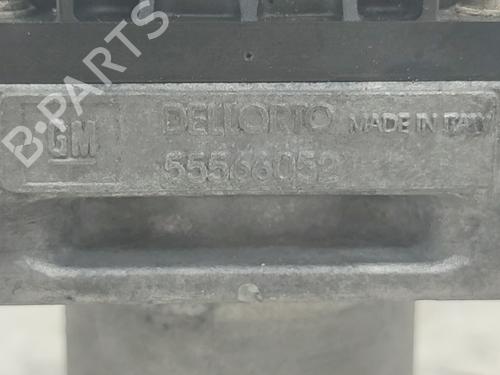 B-PARTS
GM
DELLORTO MADE IN ITALY
55566052